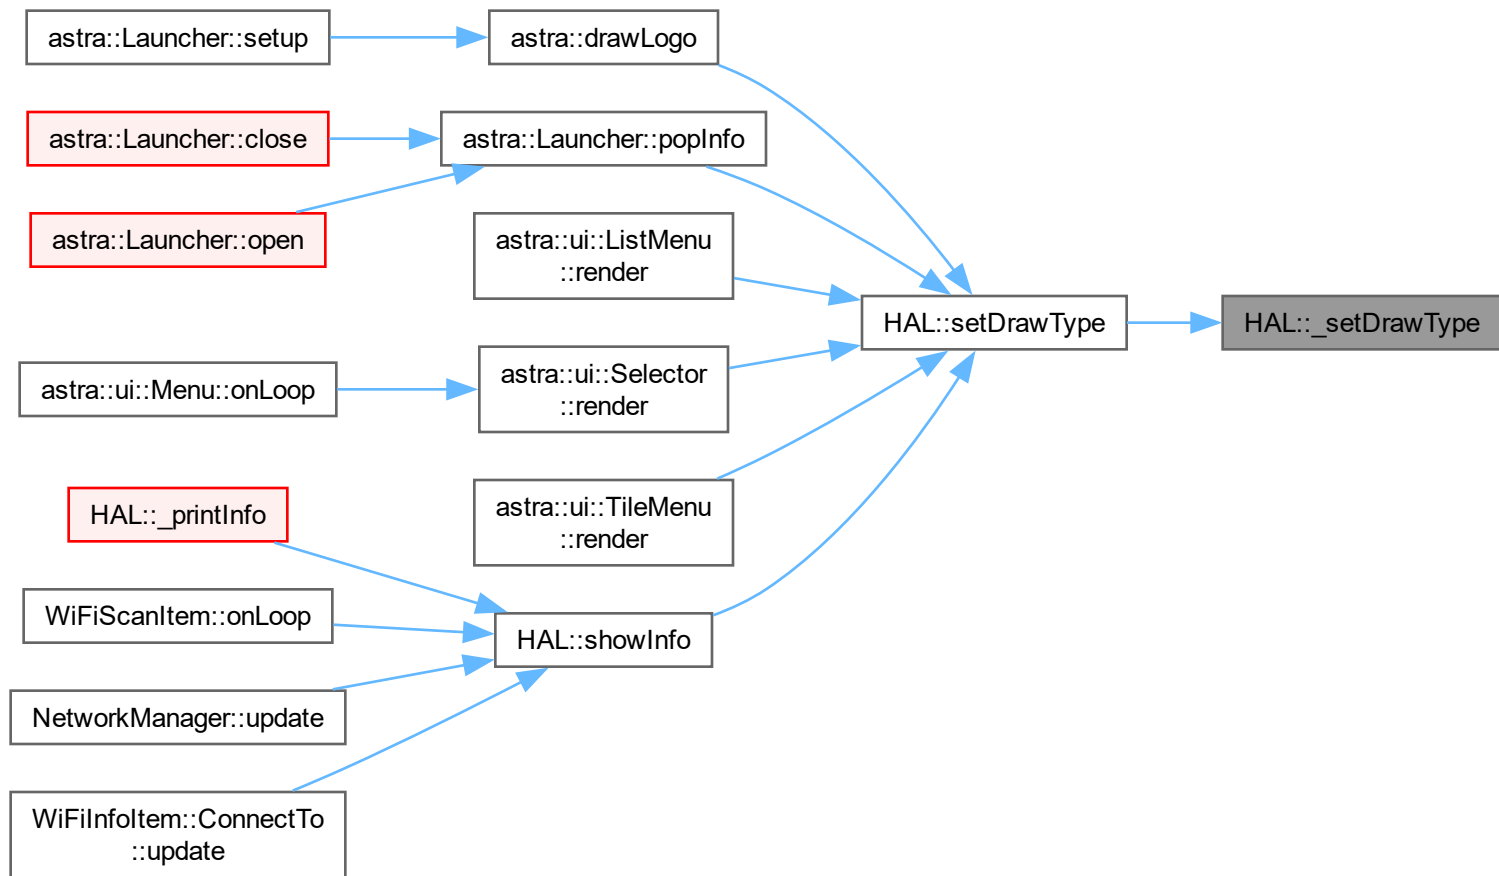 astra::Launcher::setup
astra::drawLogo
astra::Launcher::close
astra::Launcher::popInfo
astra::Launcher::open
astra::ui::ListMenu
::render
HAL::setDrawType
HAL::_setDrawType
astra::ui::Menu::onLoop
astra::ui::Selector
::render
HAL::_printInfo
astra::ui::TileMenu
::render
WiFiScanItem::onLoop
HAL::showInfo
NetworkManager::update
WiFiInfoItem::ConnectTo
::update